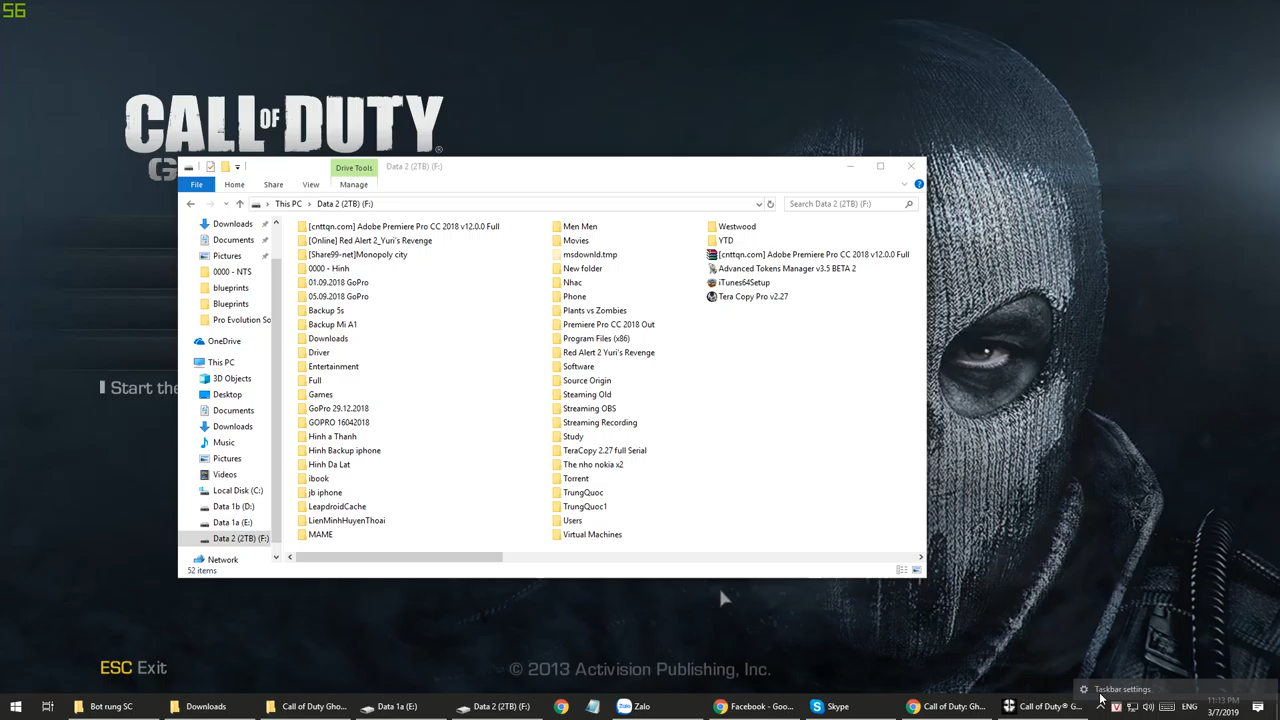 56
CALL OF DUTY
G
Drive Tools
Data 2 (2TB) (F:)
File
Home
Share
View
Manage
This PC > Data 2 (2TB) (F:)
Search Data 2 (2TB) (F:)
Downloads
Documents
Pictures
0000 - NTS
blueprints
Blueprints
Pro Evolution So
OneDrive
This PC
3D Objects
Desktop
Documents
Downloads
Music
Pictures
Videos
Local Disk (C:)
Data 1b (D:)
Data 1a (E:)
Data 2 (2TB) (F:)
Network
[cnttqn.com] Adobe Premiere Pro CC 2018 v12.0.0 Full
[Online] Red Alert 2_Yuri's Revenge
[Share99-net]Monopoly city
0000 - Hinh
01.09.2018 GoPro
05.09.2018 GoPro
Backup 5s
Backup Mi A1
Downloads
Driver
Entertainment
Full
Games
GoPro 29.12.2018
GOPRO 16042018
Hinh a Thanh
Hinh Backup iphone
Hinh Da Lat
ibook
jb iphone
LeapdroidCache
LienMinhHuyenThoai
MAME
Men Men
Movies
msdownld.tmp
New folder
Nhac
Phone
Plants vs Zombies
Premiere Pro CC 2018 Out
Program Files (x86)
Red Alert 2 Yuri's Revenge
Software
Source Origin
Steaming Old
Streaming OBS
Streaming Recording
Study
TeraCopy 2.27 full Serial
The nho nokia x2
Torrent
TrungQuoc
TrungQuoc1
Users
Virtual Machines
Westwood
YTD
[cnttqn.com] Adobe Premiere Pro CC 2018 v12.0.0 Full
Advanced Tokens Manager v3.5 BETA 2
iTunes64Setup
Tera Copy Pro v2.27
52 items
Start the
ESC Exit
© 2013 Activision Publishing, Inc.
Taskbar settings
Bot rung SC
Downloads
Call of Duty Gho...
Data 1a (E:)
Data 2 (2TB) (F:)
Zalo
Facebook - Goo...
Skype
Call of Duty: Gh...
Call of Duty® G...
11:13 PM
3/7/2019